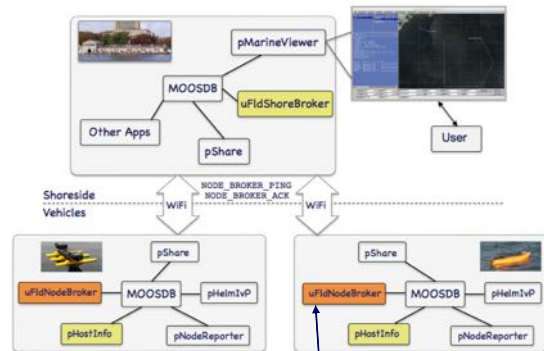 pMarineViewer
MOOSDB
uFldShoreBroker
Other Apps
pShare
User
NODE_BROKER_PING
NODE_BROKER_ACK
WiFi
WiFi
Shoreside
Vehicles
pShare
uFldNodeBroker
MOOSDB
pHelmIvP
pHostInfo
pNodeReporter
pShare
uFldNodeBroker
MOOSDB
pHelmIvP
pHostInfo
pNodeReporter